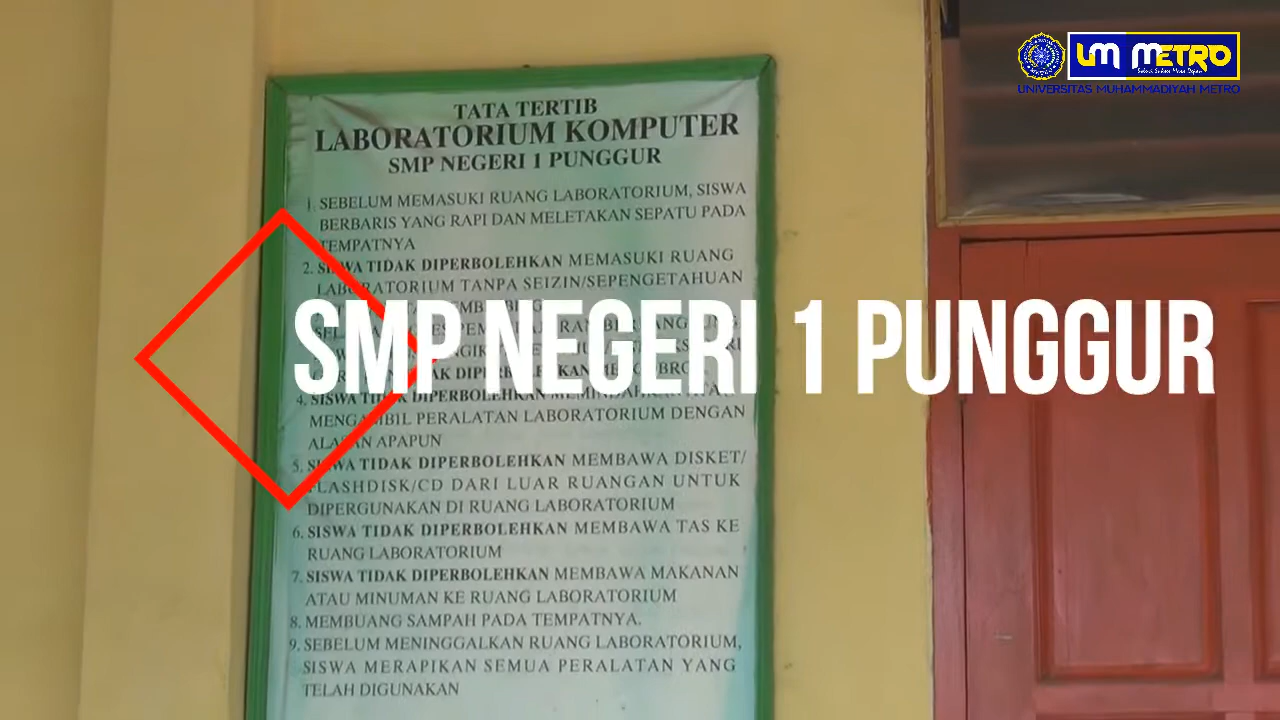 UM METRO
UNIVERSITAS MUHAMMADIYAH METRO
TATA TERTIB
LABORATORIUM KOMPUTER
SMP NEGERI 1 PUNGGUR
1. SEBELUM MEMASUKI RUANG LABORATORIUM, SISWA
BERBARIS YANG RAPI DAN MELETAKAN SEPATU PADA
TEMPATNYA
2. SISWA TIDAK DIPERBOLEHKAN MEMASUKI RUANG
LABORATORIUM TANPA SEIZIN/SEPENGETAHUAN
SMP NEGERI 1 PUNGGUR
4. SISWA TIDAK DIPERBOLEHKAN
MENGAMBIL PERALATAN LABORATORIUM DENGAN
ALASAN APAPUN
5. SISWA TIDAK DIPERBOLEHKAN MEMBAWA DISKET/
FLASHDISK/CD DARI LUAR RUANGAN UNTUK
DIPERGUNAKAN DI RUANG LABORATORIUM
6. SISWA TIDAK DIPERBOLEHKAN MEMBAWA TAS KE
RUANG LABORATORIUM
7. SISWA TIDAK DIPERBOLEHKAN MEMBAWA MAKANAN
ATAU MINUMAN KE RUANG LABORATORIUM
8. MEMBUANG SAMPAH PADA TEMPATNYA.
9. SEBELUM MENINGGALKAN RUANG LABORATORIUM,
SISWA MERAPIKAN SEMUA PERALATAN YANG
TELAH DIGUNAKAN